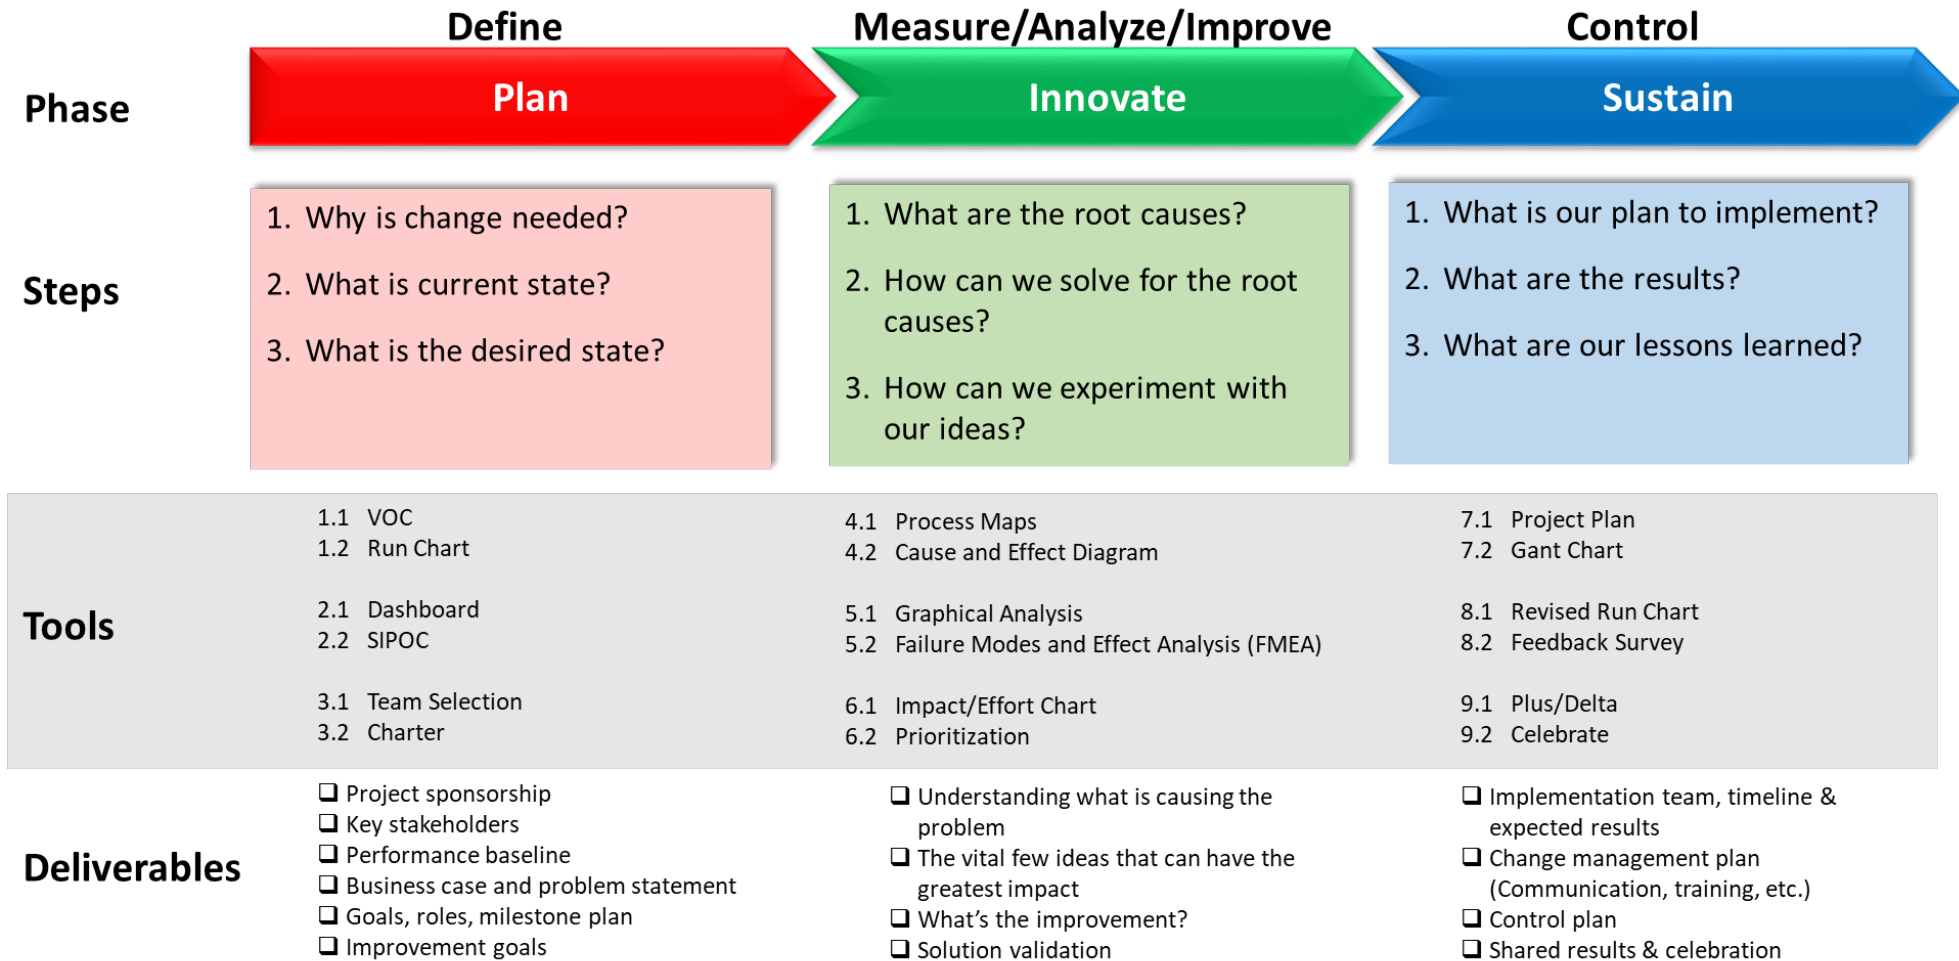 Define
Measure/Analyze/Improve
Control
Phase
Plan
Innovate
Sustain
Steps
1. Why is change needed?
2. What is current state?
3. What is the desired state?
1. What are the root causes?
2. How can we solve for the root
causes?
3. How can we experiment with
our ideas?
1. What is our plan to implement?
2. What are the results?
3. What are our lessons learned?
Tools
1.1 VOC
1.2 Run Chart
2.1 Dashboard
2.2 SIPOC
3.1 Team Selection
3.2 Charter
4.1 Process Maps
4.2 Cause and Effect Diagram
5.1 Graphical Analysis
5.2 Failure Modes and Effect Analysis (FMEA)
6.1 Impact/Effort Chart
6.2 Prioritization
7.1 Project Plan
7.2 Gant Chart
8.1 Revised Run Chart
8.2 Feedback Survey
9.1 Plus/Delta
9.2 Celebrate
Deliverables
❑ Project sponsorship
❑ Key stakeholders
❑ Performance baseline
❑ Business case and problem statement
❑ Goals, roles, milestone plan
❑ Improvement goals
❑ Understanding what is causing the
problem
❑ The vital few ideas that can have the
greatest impact
❑ What’s the improvement?
❑ Solution validation
❑ Implementation team, timeline &
expected results
❑ Change management plan
(Communication, training, etc.)
❑ Control plan
❑ Shared results & celebration